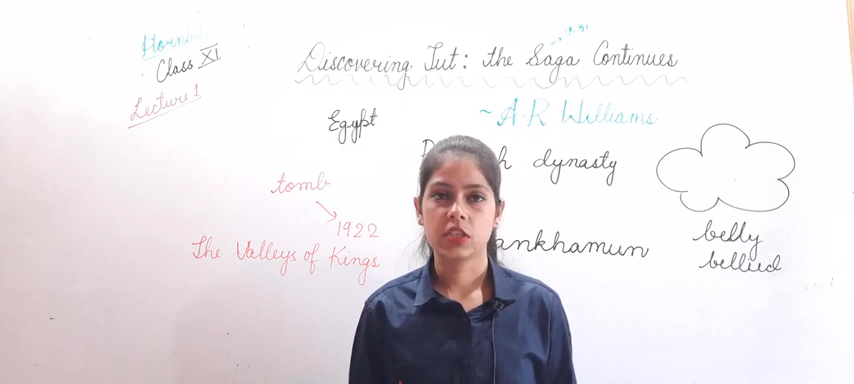 Class XI
Lecture 1
Discovering Tut: the Saga Continues
~ A R Williams
Egypt
dynasty
tomb
1922
The Valleys of Kings
ankhamun
belly
bellied